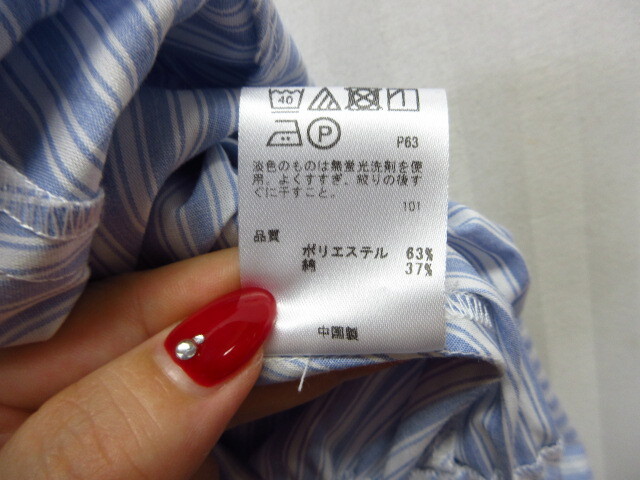 40
P
P63
淡色のものは無蛍光洗剤を使
用。よくすすぎ、絞りの後す
ぐに干すこと。
101
品質
ポリエステル 63%
綿 37%
中国製